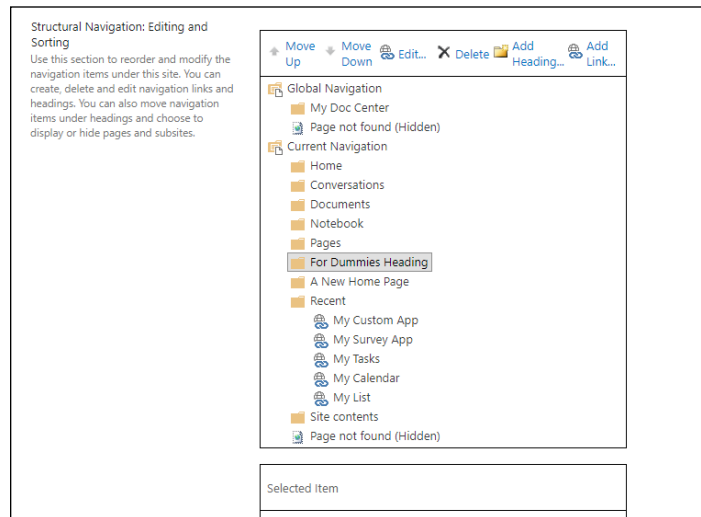 Structural Navigation: Editing and
Sorting
Use this section to reorder and modify the
navigation items under this site. You can
create, delete and edit navigation links and
headings. You can also move navigation
items under headings and choose to
display or hide pages and subsites.
Move Up Move Down Edit... Delete Add Heading... Add Link...
Global Navigation
My Doc Center
Page not found (Hidden)
Current Navigation
Home
Conversations
Documents
Notebook
Pages
For Dummies Heading
A New Home Page
Recent
My Custom App
My Survey App
My Tasks
My Calendar
My List
Site contents
Page not found (Hidden)
Selected Item